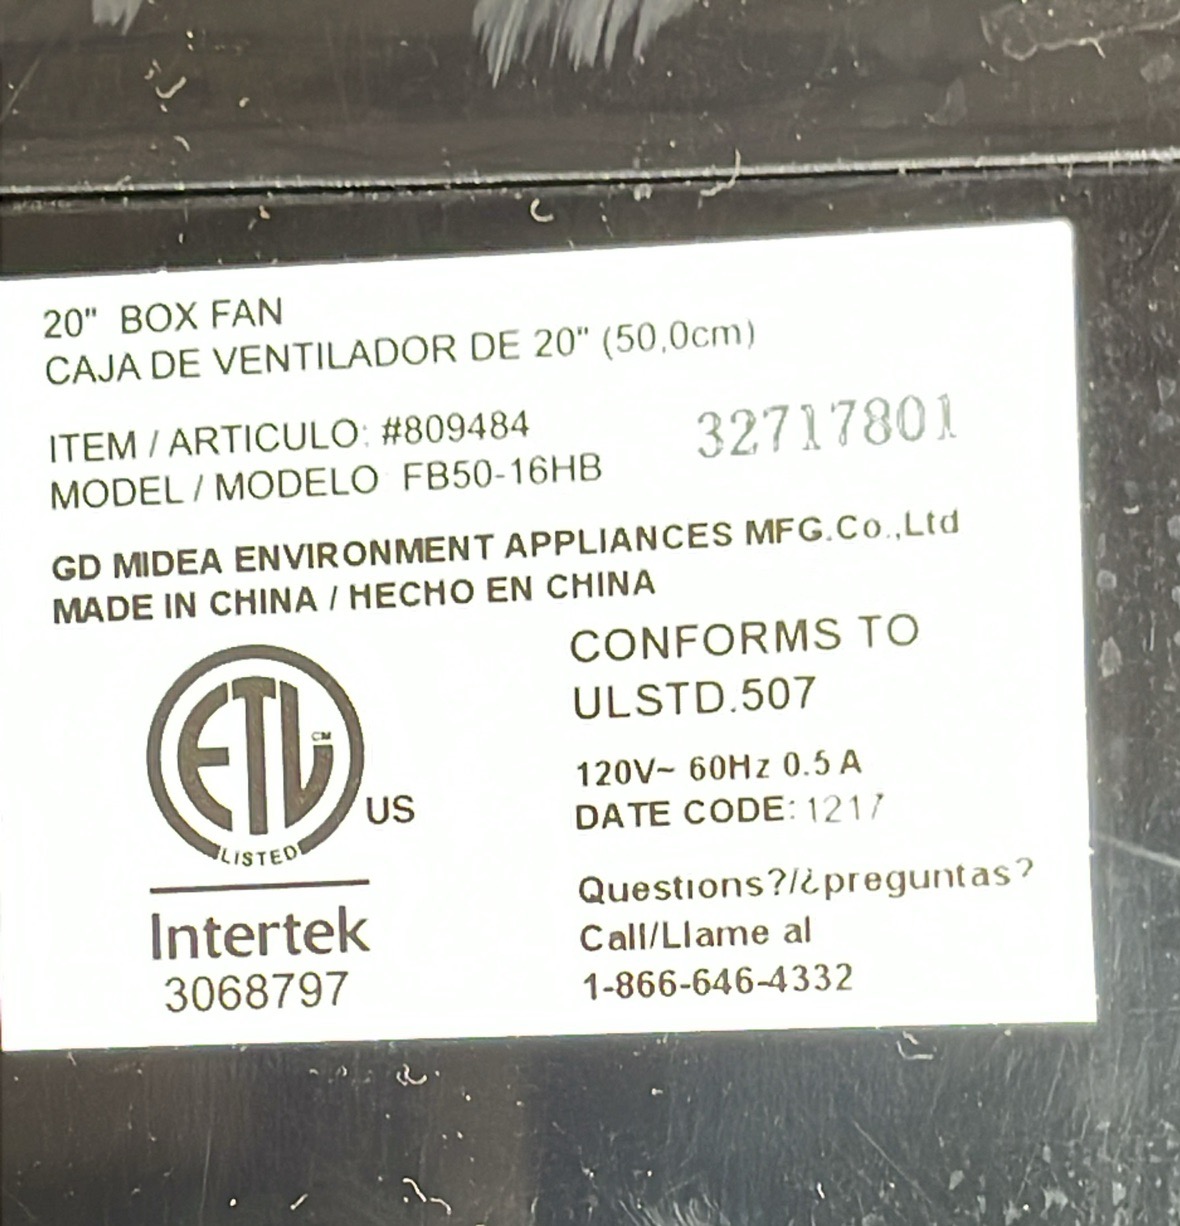 20" BOX FAN
CAJA DE VENTILADOR DE 20" (50,0cm)
ITEM / ARTICULO: #809484
32717801
MODEL / MODELO FB50-16HB
GD MIDEA ENVIRONMENT APPLIANCES MFG.Co.,Ltd
MADE IN CHINA / HECHO EN CHINA
ETL CM
LISTED
US
Intertek
3068797
CONFORMS TO
ULSTD.507
120V~ 60Hz 0.5 A
DATE CODE: 1217
Questions?/¿preguntas?
Call/Llame al
1-866-646-4332